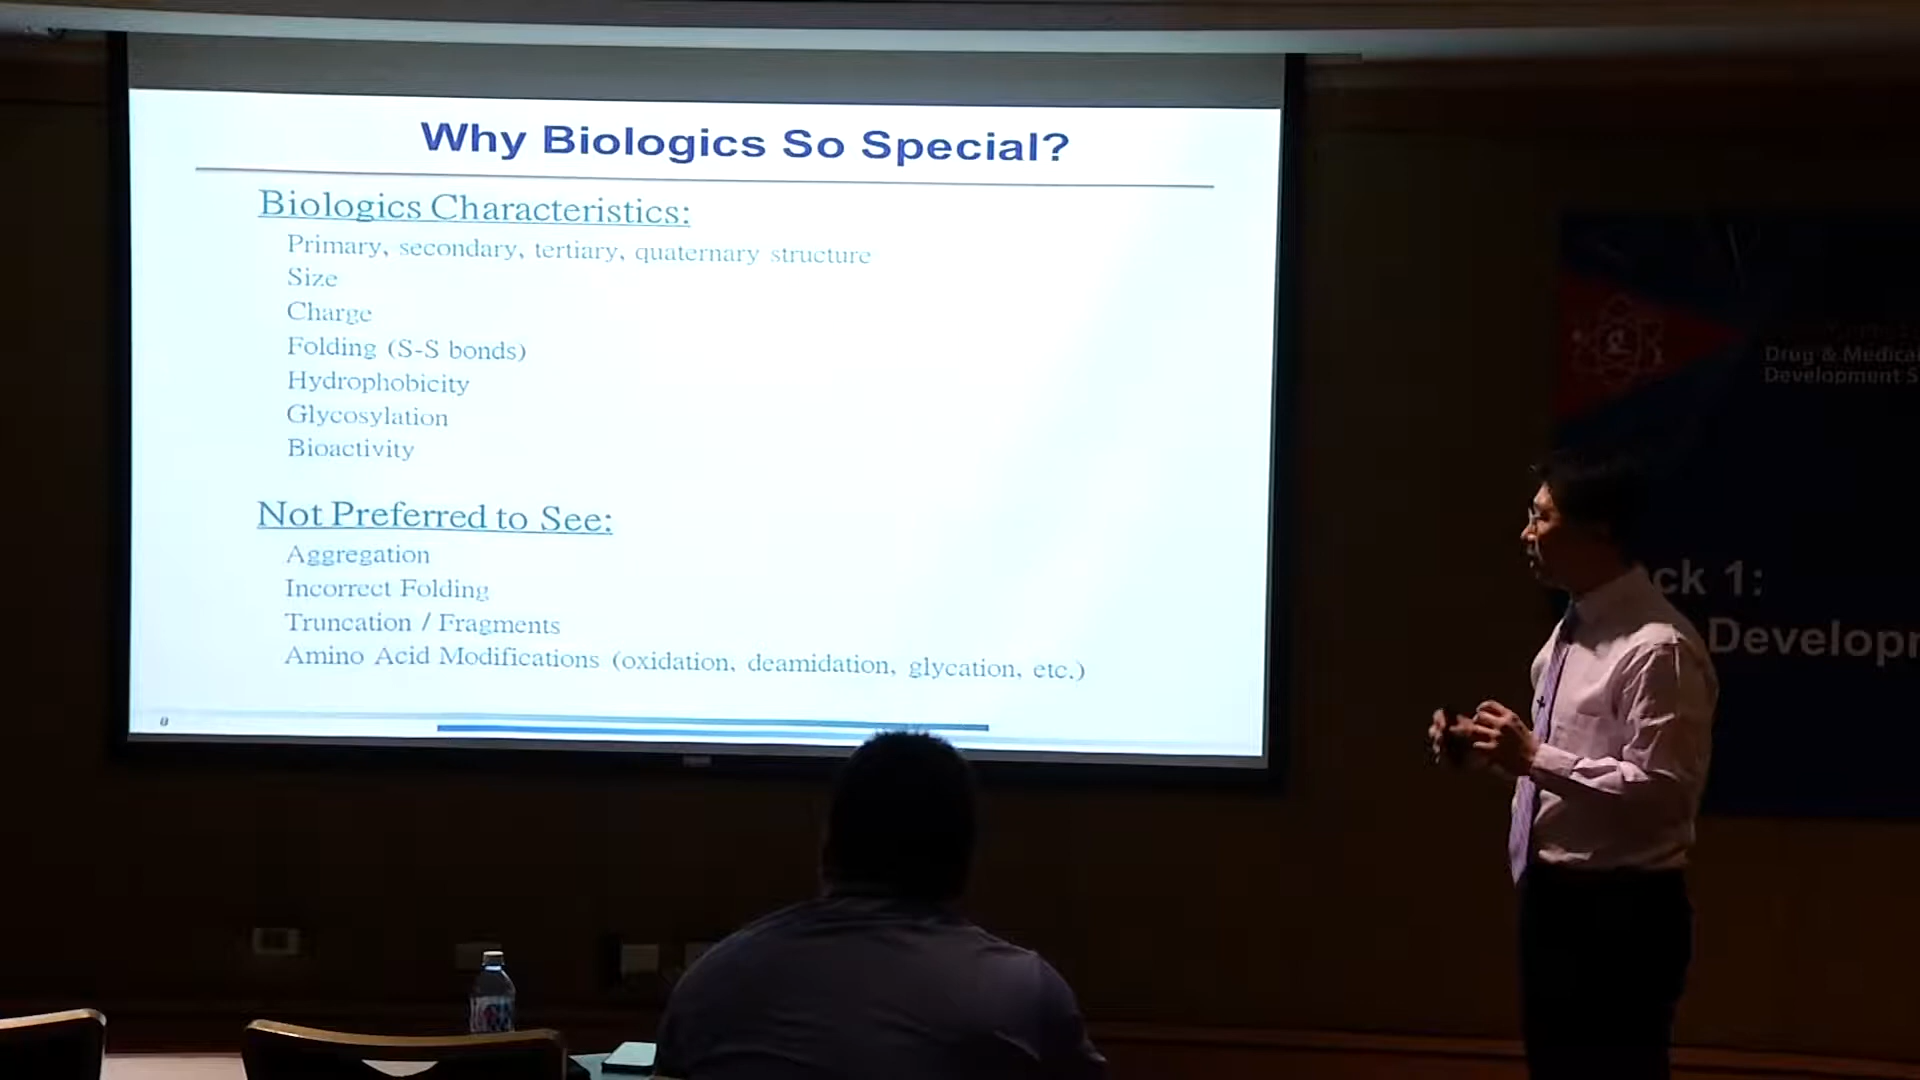 Why Biologics So Special?
Biologics Characteristics:
Primary, secondary, tertiary, quaternary structure
Size
Charge
Folding (S-S bonds)
Hydrophobicity
Glycosylation
Bioactivity
Not Preferred to See:
Aggregation
Incorrect Folding
Truncation / Fragments
Amino Acid Modifications (oxidation, deamidation, glycation, etc.)
Drug & Medical
Development S
ck 1:
Developm